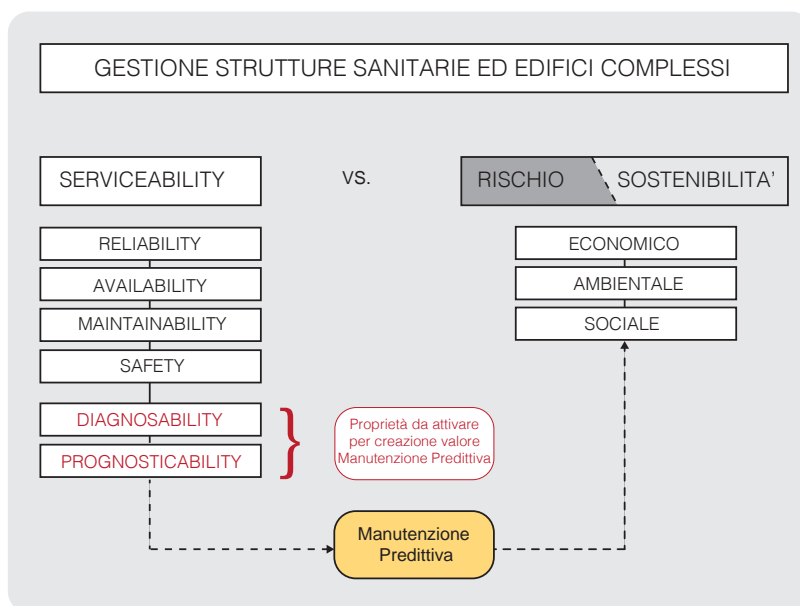 GESTIONE STRUTTURE SANITARIE ED EDIFICI COMPLESSI
SERVICEABILITY
vs.
RISCHIO
SOSTENIBILITA'
RELIABILITY
AVAILABILITY
MAINTAINABILITY
SAFETY
DIAGNOSABILITY
PROGNOSTICABILITY
ECONOMICO
AMBIENTALE
SOCIALE
Proprietà da attivare
per creazione valore
Manutenzione Predittiva
Manutenzione
Predittiva